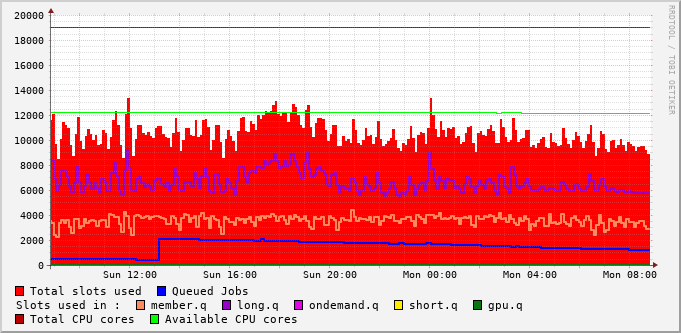 RRDTOOL / TOBI OETIKER
20000
18000
16000
14000
12000
10000
8000
6000
4000
2000
0
Sun 12:00 Sun 16:00 Sun 20:00 Mon 00:00 Mon 04:00 Mon 08:00
Total slots used Queued Jobs
Slots used in : member.q long.q ondemand.q short.q gpu.q
Total CPU cores Available CPU cores